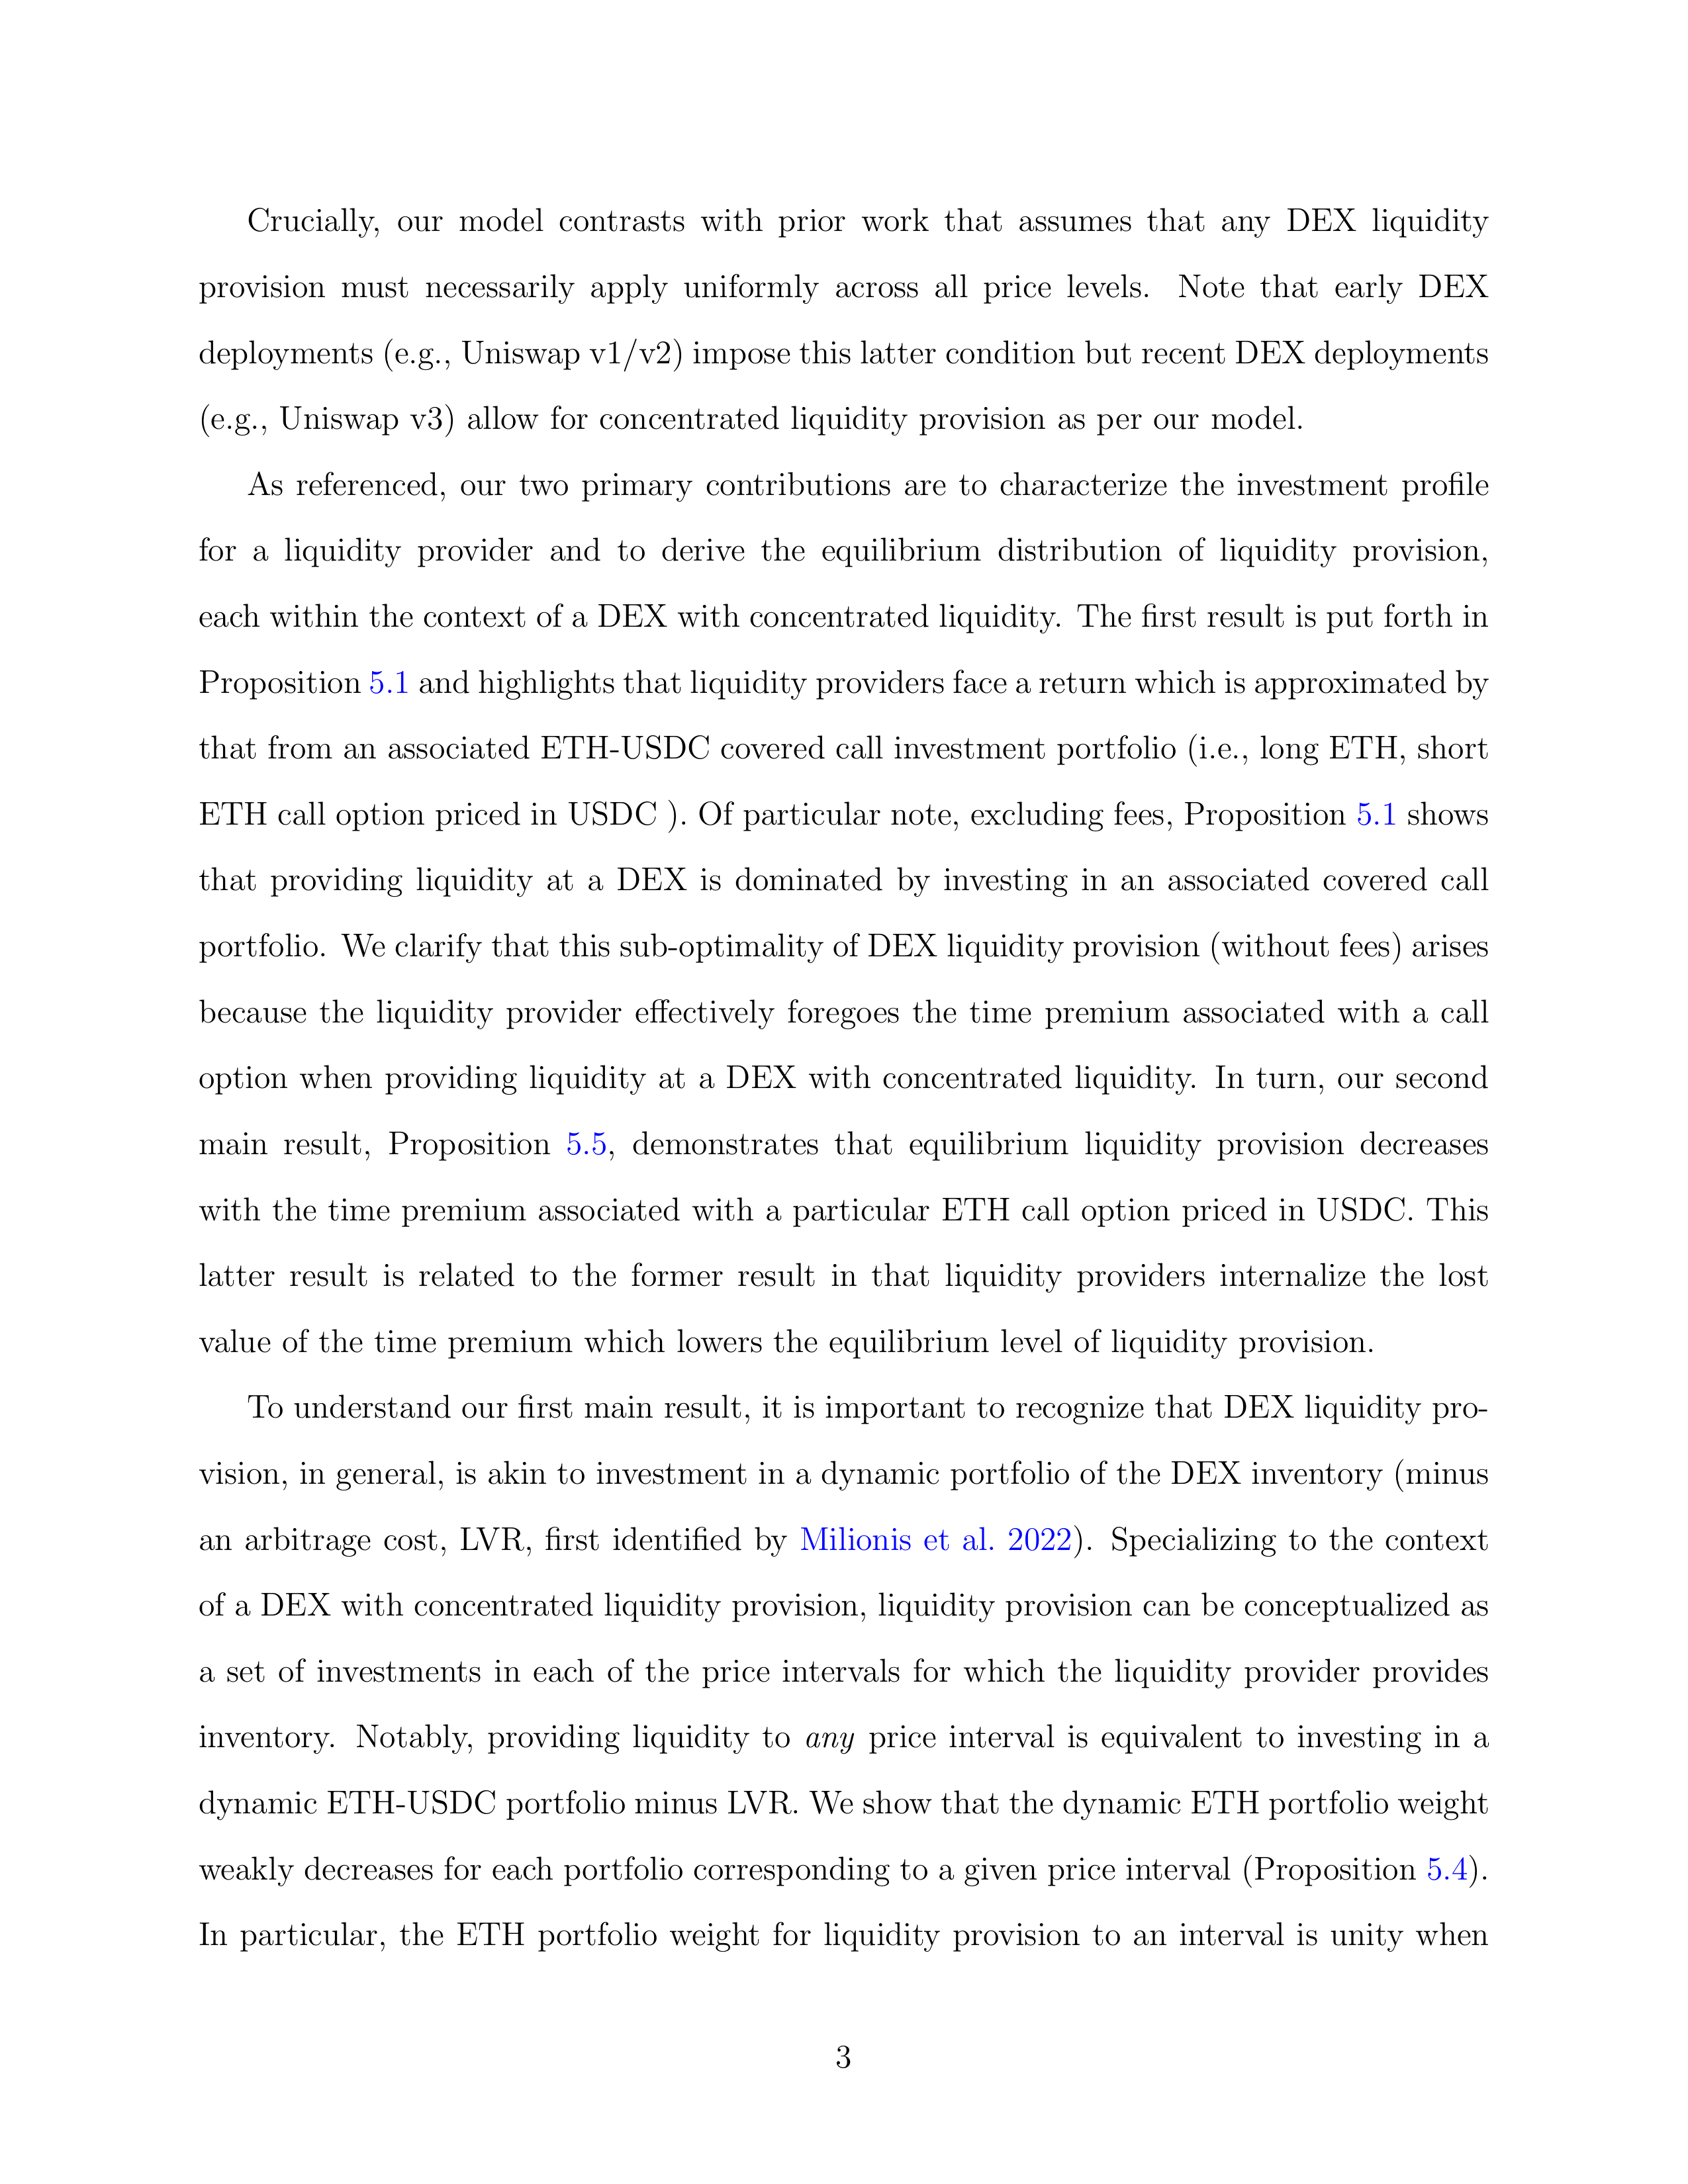 Crucially, our model contrasts with prior work that assumes that any DEX liquidity
provision must necessarily apply uniformly across all price levels. Note that early DEX
deployments (e.g., Uniswap v1/v2) impose this latter condition but recent DEX deployments
(e.g., Uniswap v3) allow for concentrated liquidity provision as per our model.
As referenced, our two primary contributions are to characterize the investment profile
for a liquidity provider and to derive the equilibrium distribution of liquidity provision,
each within the context of a DEX with concentrated liquidity. The first result is put forth in
Proposition 5.1 and highlights that liquidity providers face a return which is approximated by
that from an associated ETH-USDC covered call investment portfolio (i.e., long ETH, short
ETH call option priced in USDC ). Of particular note, excluding fees, Proposition 5.1 shows
that providing liquidity at a DEX is dominated by investing in an associated covered call
portfolio. We clarify that this sub-optimality of DEX liquidity provision (without fees) arises
because the liquidity provider effectively foregoes the time premium associated with a call
option when providing liquidity at a DEX with concentrated liquidity. In turn, our second
main result, Proposition 5.5, demonstrates that equilibrium liquidity provision decreases
with the time premium associated with a particular ETH call option priced in USDC. This
latter result is related to the former result in that liquidity providers internalize the lost
value of the time premium which lowers the equilibrium level of liquidity provision.
To understand our first main result, it is important to recognize that DEX liquidity pro-
vision, in general, is akin to investment in a dynamic portfolio of the DEX inventory (minus
an arbitrage cost, LVR, first identified by Milionis et al. 2022). Specializing to the context
of a DEX with concentrated liquidity provision, liquidity provision can be conceptualized as
a set of investments in each of the price intervals for which the liquidity provider provides
inventory. Notably, providing liquidity to any price interval is equivalent to investing in a
dynamic ETH-USDC portfolio minus LVR. We show that the dynamic ETH portfolio weight
weakly decreases for each portfolio corresponding to a given price interval (Proposition 5.4).
In particular, the ETH portfolio weight for liquidity provision to an interval is unity when
3